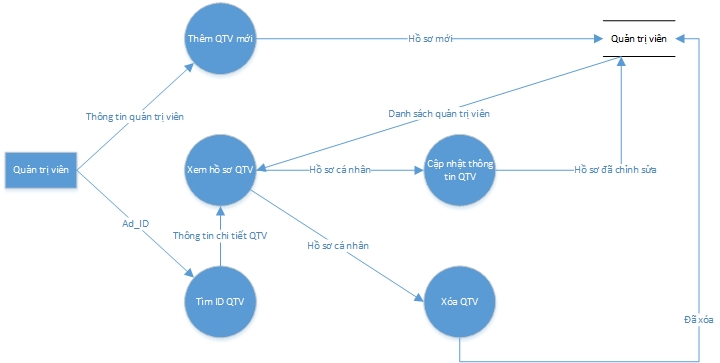 Thêm QTV mới
Hồ sơ mới
Quản trị viên
Thông tin quản trị viên
Danh sách quản trị viên
Quản trị viên
Xem hồ sơ QTV
Hồ sơ cá nhân
Cập nhật thông
tin QTV
Hồ sơ đã chỉnh sửa
Ad_ID
Thông tin chi tiết QTV
Hồ sơ cá nhân
Tìm ID QTV
Xóa QTV
Đã xóa